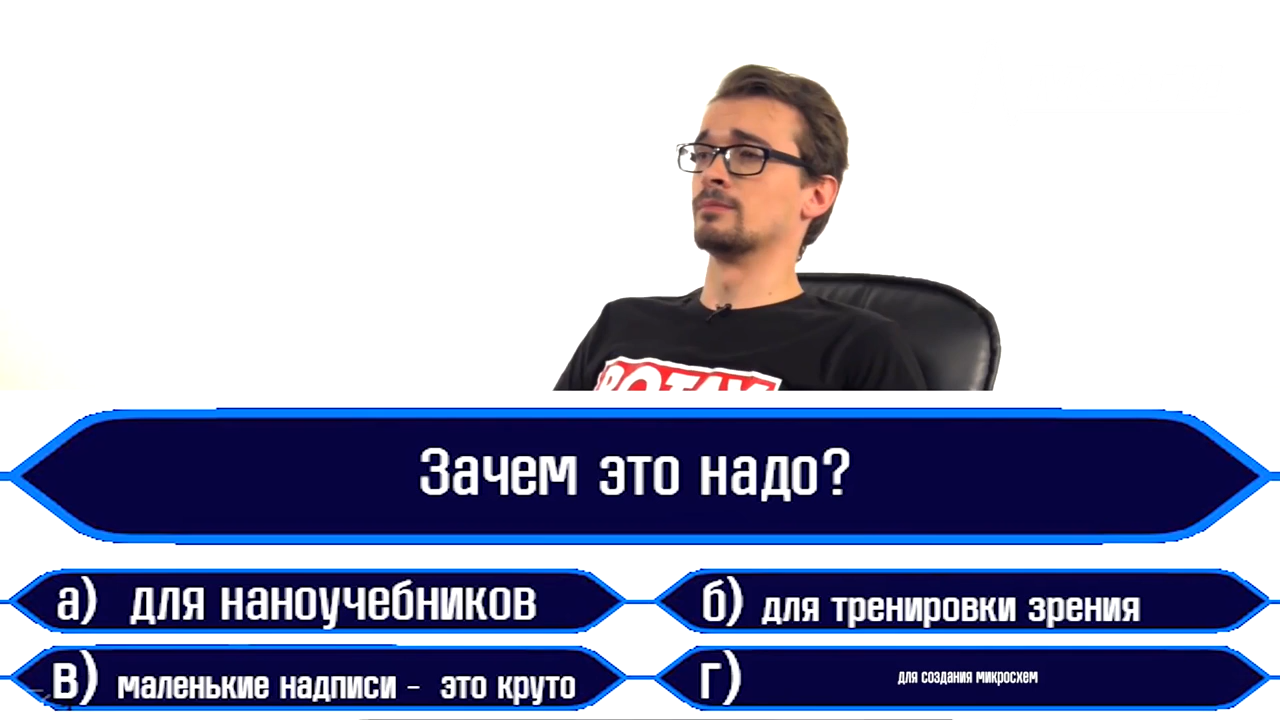 Зачем это надо?
а) для наноучебников
б) для тренировки зрения
в) маленькие надписи - это круто
г) для создания микросхем